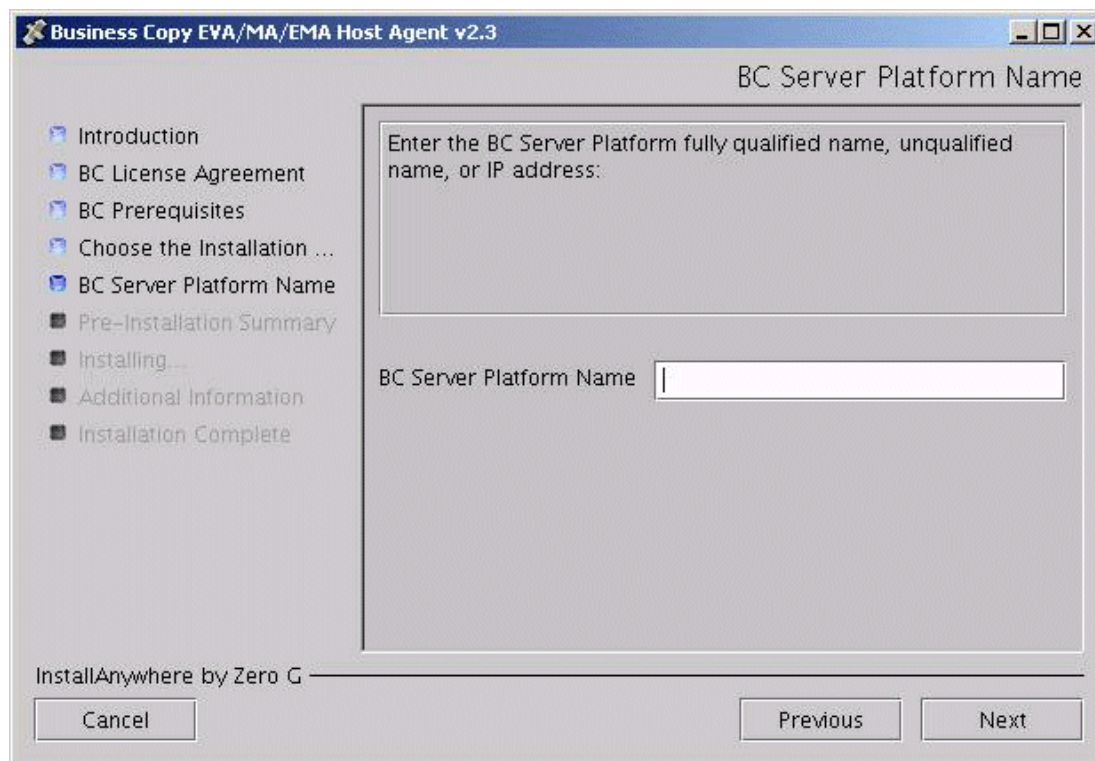 Business Copy EVA/MA/EMA Host Agent v2.3
BC Server Platform Name
Introduction
BC License Agreement
BC Prerequisites
Choose the Installation ...
BC Server Platform Name
Pre-Installation Summary
Installing...
Additional Information
Installation Complete
Enter the BC Server Platform fully qualified name, unqualified
name, or IP address:
BC Server Platform Name
InstallAnywhere by Zero G
Cancel
Previous
Next